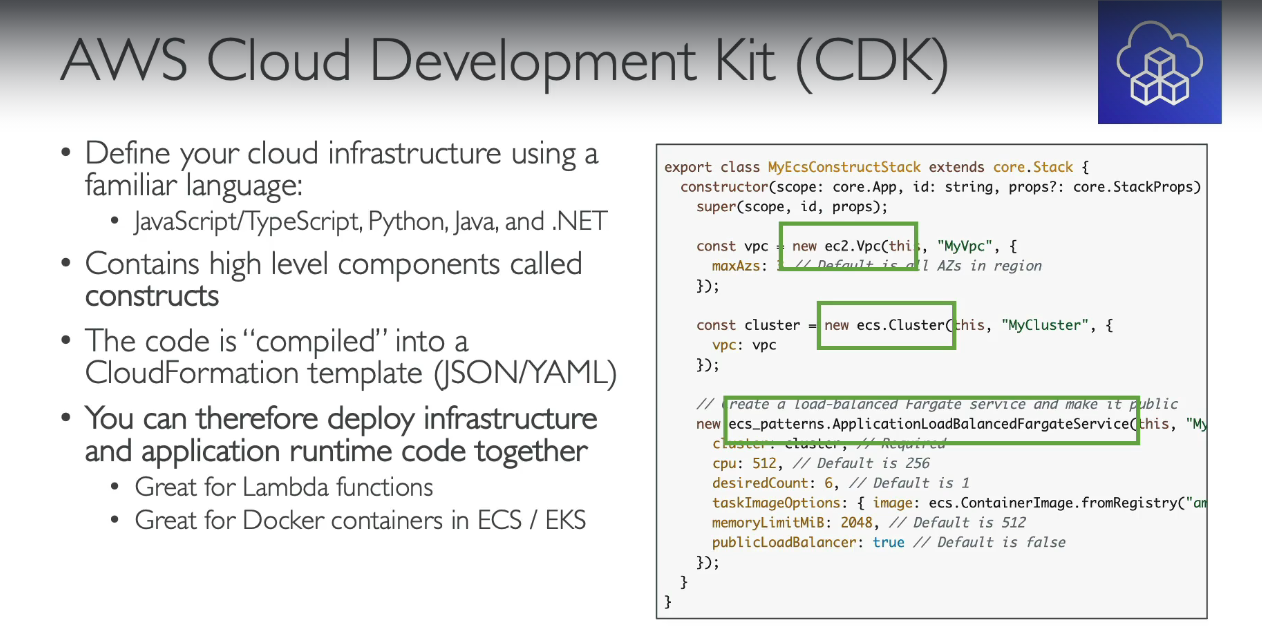 AWS Cloud Development Kit (CDK)
• Define your cloud infrastructure using a
familiar language:
• JavaScript/TypeScript, Python, Java, and .NET
• Contains high level components called
constructs
• The code is “compiled” into a
CloudFormation template (JSON/YAML)
• You can therefore deploy infrastructure
and application runtime code together
• Great for Lambda functions
• Great for Docker containers in ECS / EKS
export class MyEcsConstructStack extends core.Stack {
constructor(scope: core.App, id: string, props?: core.StackProps)
super(scope, id, props);
const vpc = new ec2.Vpc(this, "MyVpc", {
maxAzs: // Default is all AZs in region
});
const cluster = new ecs.Cluster(this, "MyCluster", {
vpc: vpc
});
// Create a load-balanced Fargate service and make it public
new ecs_patterns.ApplicationLoadBalancedFargateService(this, "My
cluster: cluster, // Required
cpu: 512, // Default is 256
desiredCount: 6, // Default is 1
taskImageOptions: { image: ecs.ContainerImage.fromRegistry("am
memoryLimitMiB: 2048, // Default is 512
publicLoadBalancer: true // Default is false
});
}
}